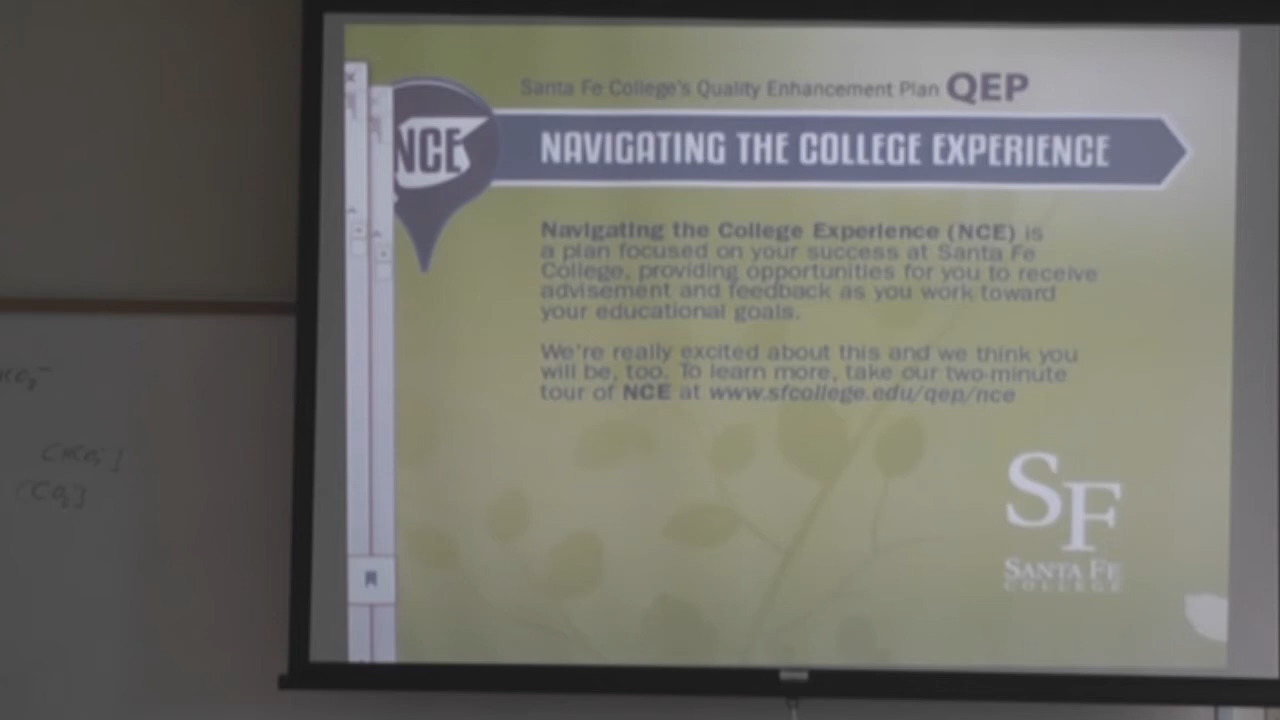 Santa Fe College's Quality Enhancement Plan QEP
NCE
NAVIGATING THE COLLEGE EXPERIENCE
Navigating the College Experience (NCE) is
a plan focused on your success at Santa Fe
College, providing opportunities for you to receive
advisement and feedback as you work toward
your educational goals.
We're really excited about this and we think you
will be, too. To learn more, take our two-minute
tour of NCE at www.sfcollege.edu/qep/nce
SF
SANTA FE
COLLEGE